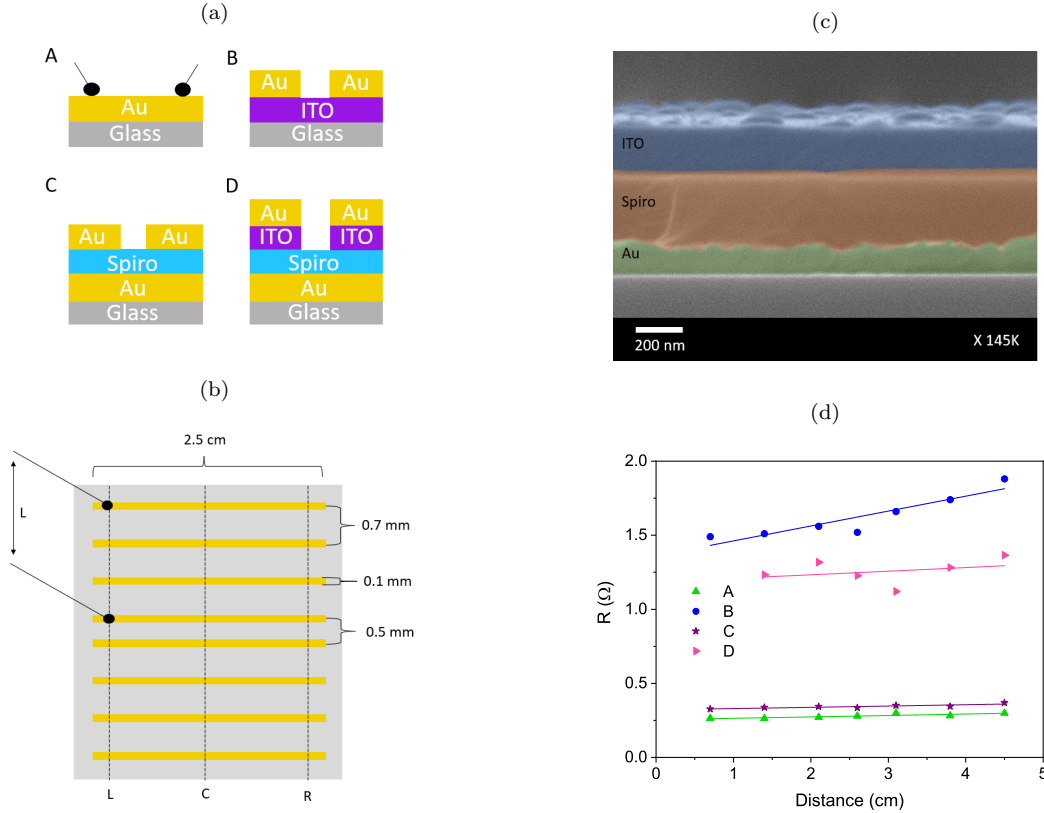 (a)
A
Au
Glass
B
Au Au
ITO
Glass
C
Au Au
Spiro
Au
Glass
D
Au Au
ITO ITO
Spiro
Au
Glass
(b)
2.5 cm
L
0.7 mm
0.1 mm
0.5 mm
L C R
(c)
ITO
Spiro
Au
200 nm
X 145K
(d)
2.0
1.5
1.0
0.5
0.0
R (Ω)
A
B
C
D
0 1 2 3 4 5
Distance (cm)